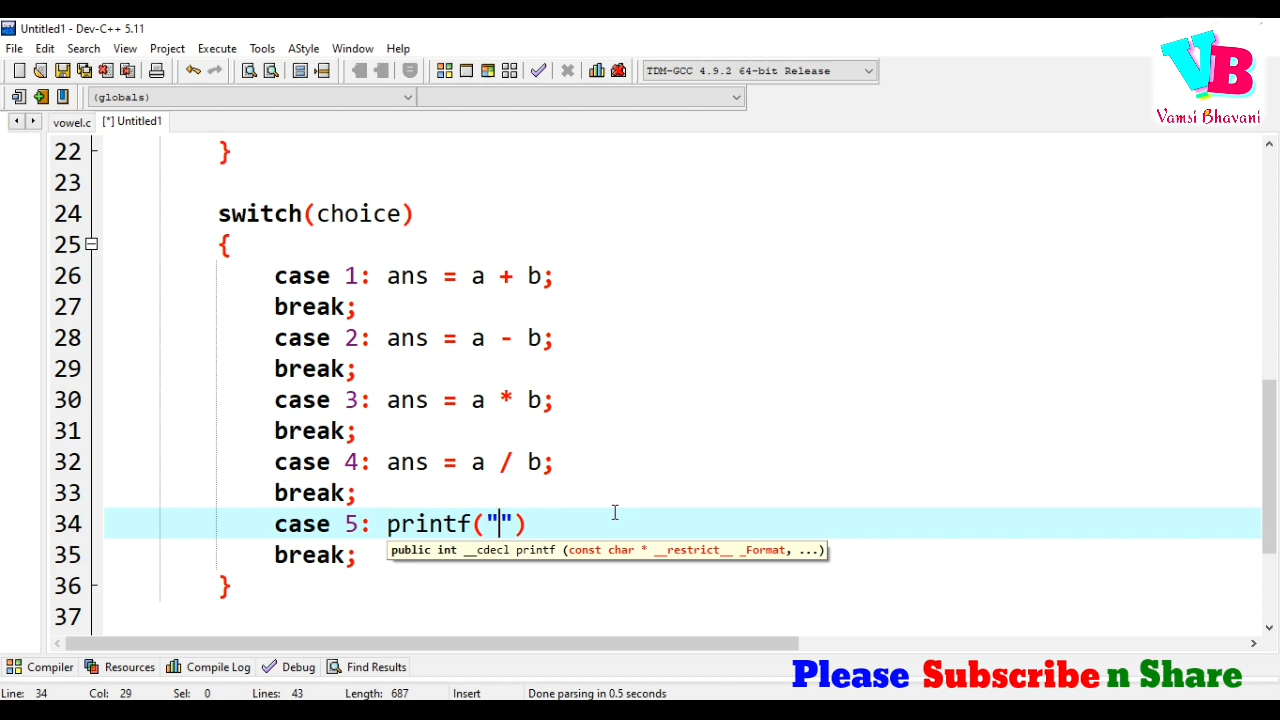 Untitled1 - Dev-C++ 5.11
File Edit Search View Project Execute Tools AStyle Window Help
TDM-GCC 4.9.2 64-bit Release
(globals)
VB
Vamsi Bhavani
vowel.c [*] Untitled1
22 }
23
24 switch(choice)
25 {
26 case 1: ans = a + b;
27 break;
28 case 2: ans = a - b;
29 break;
30 case 3: ans = a * b;
31 break;
32 case 4: ans = a / b;
33 break;
34 case 5: printf("")
public int __cdecl printf (const char * __restrict__ _Format, ...)
35 break;
36 }
37
Compiler Resources Compile Log Debug Find Results
Please Subscribe n Share
Line: 34 Col: 29 Sel: 0 Lines: 43 Length: 687 Insert Done parsing in 0.5 seconds